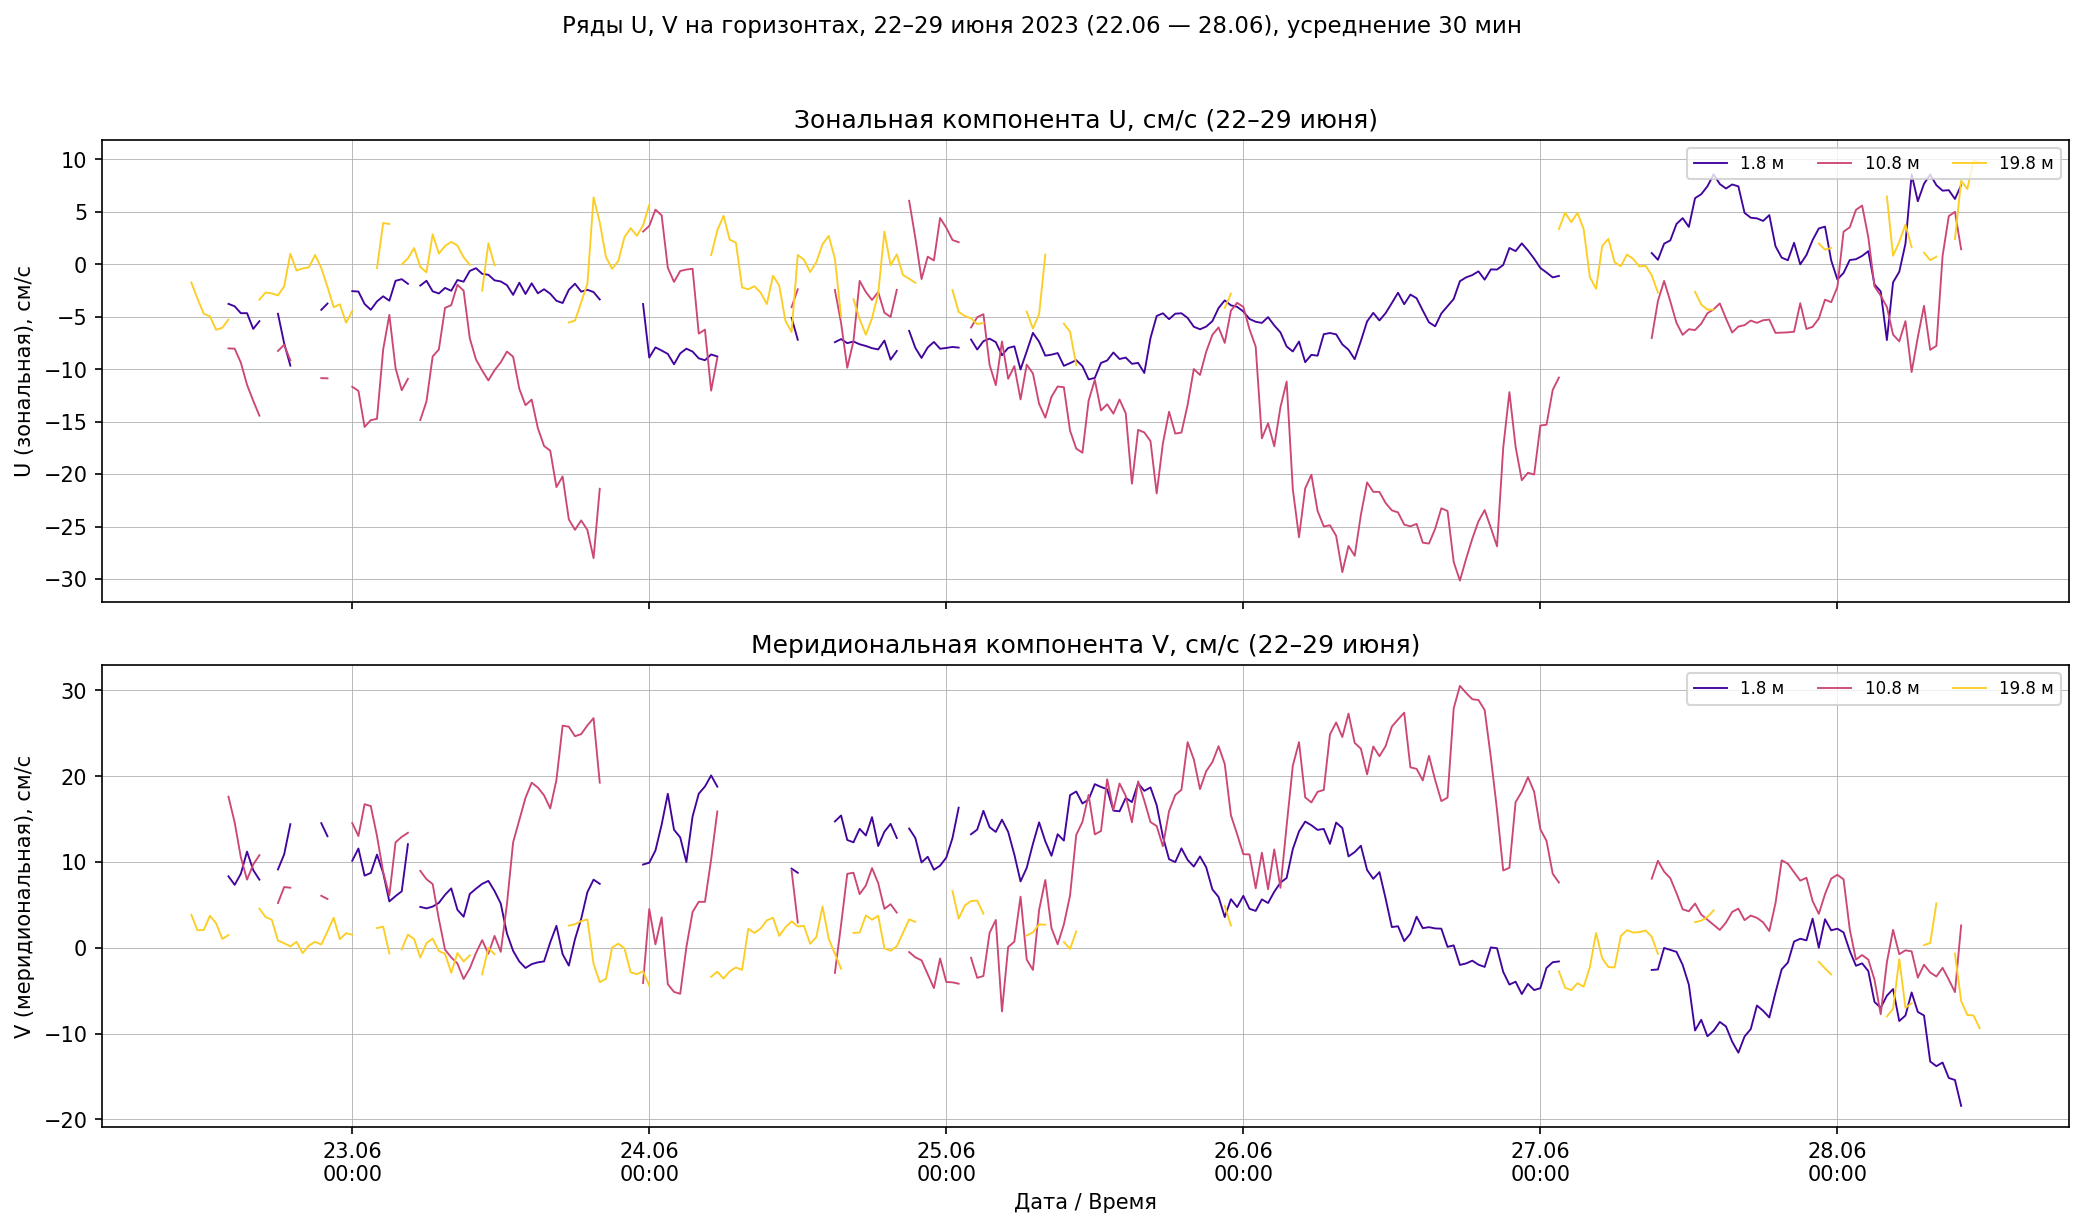 Ряды U, V на горизонтах, 22–29 июня 2023 (22.06 — 28.06), усреднение 30 мин
Зональная компонента U, см/с (22–29 июня)
U (зональная), см/с
10
5
0
−5
−10
−15
−20
−25
−30
1.8 м 10.8 м 19.8 м
Меридиональная компонента V, см/с (22–29 июня)
V (меридиональная), см/с
30
20
10
0
−10
−20
1.8 м 10.8 м 19.8 м
23.06 24.06 25.06 26.06 27.06 28.06
00:00 00:00 00:00 00:00 00:00 00:00
Дата / Время